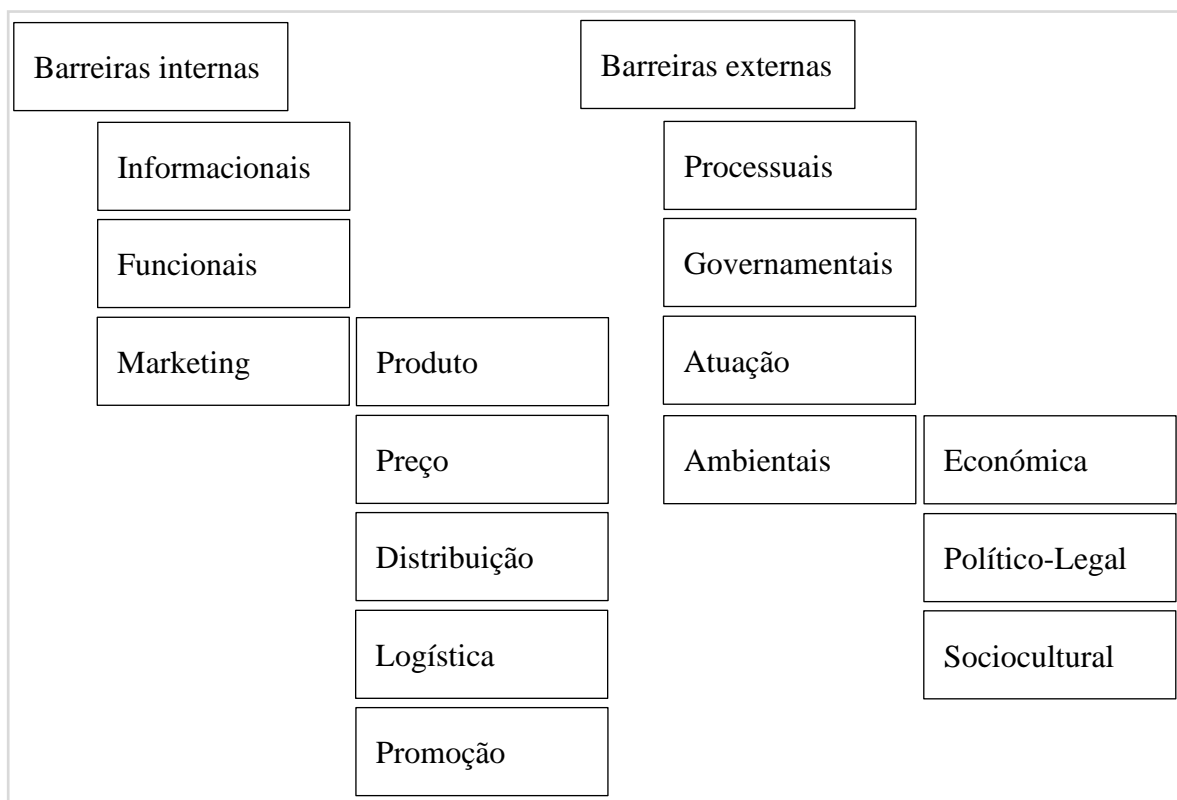 Barreiras internas
Informacionais
Funcionais
Marketing
Produto
Preço
Distribuição
Logística
Promoção
Barreiras externas
Processuais
Governamentais
Atuação
Ambientais
Económica
Político-Legal
Sociocultural